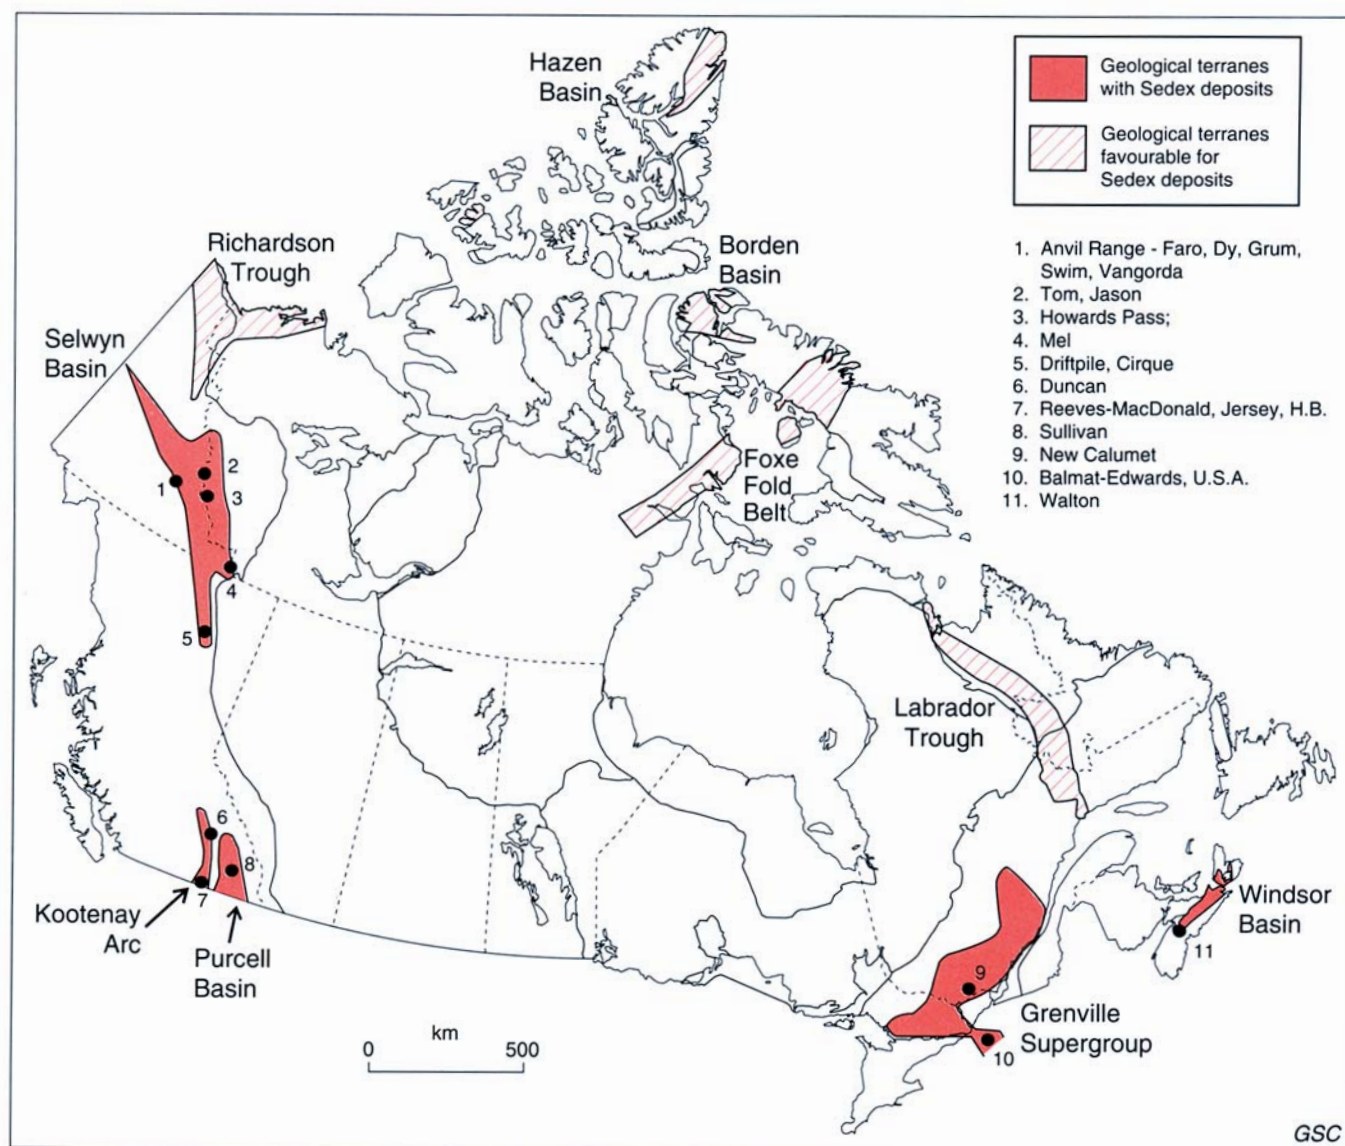 Hazen
Basin
Geological terranes
with Sedex deposits
Geological terranes
favourable for
Sedex deposits
Richardson
Trough
Borden
Basin
1. Anvil Range - Faro, Dy, Grum,
Swim, Vangorda
2. Tom, Jason
3. Howards Pass;
4. Mel
5. Driftpile, Cirque
6. Duncan
7. Reeves-MacDonald, Jersey, H.B.
8. Sullivan
9. New Calumet
10. Balmat-Edwards, U.S.A.
11. Walton
Selwyn
Basin
Foxe
Fold
Belt
1
2
3
4
5
Labrador
Trough
6
7
8
Kootenay
Arc
Purcell
Basin
Windsor
Basin
11
9
Grenville
Supergroup
10
km
0 500
GSC